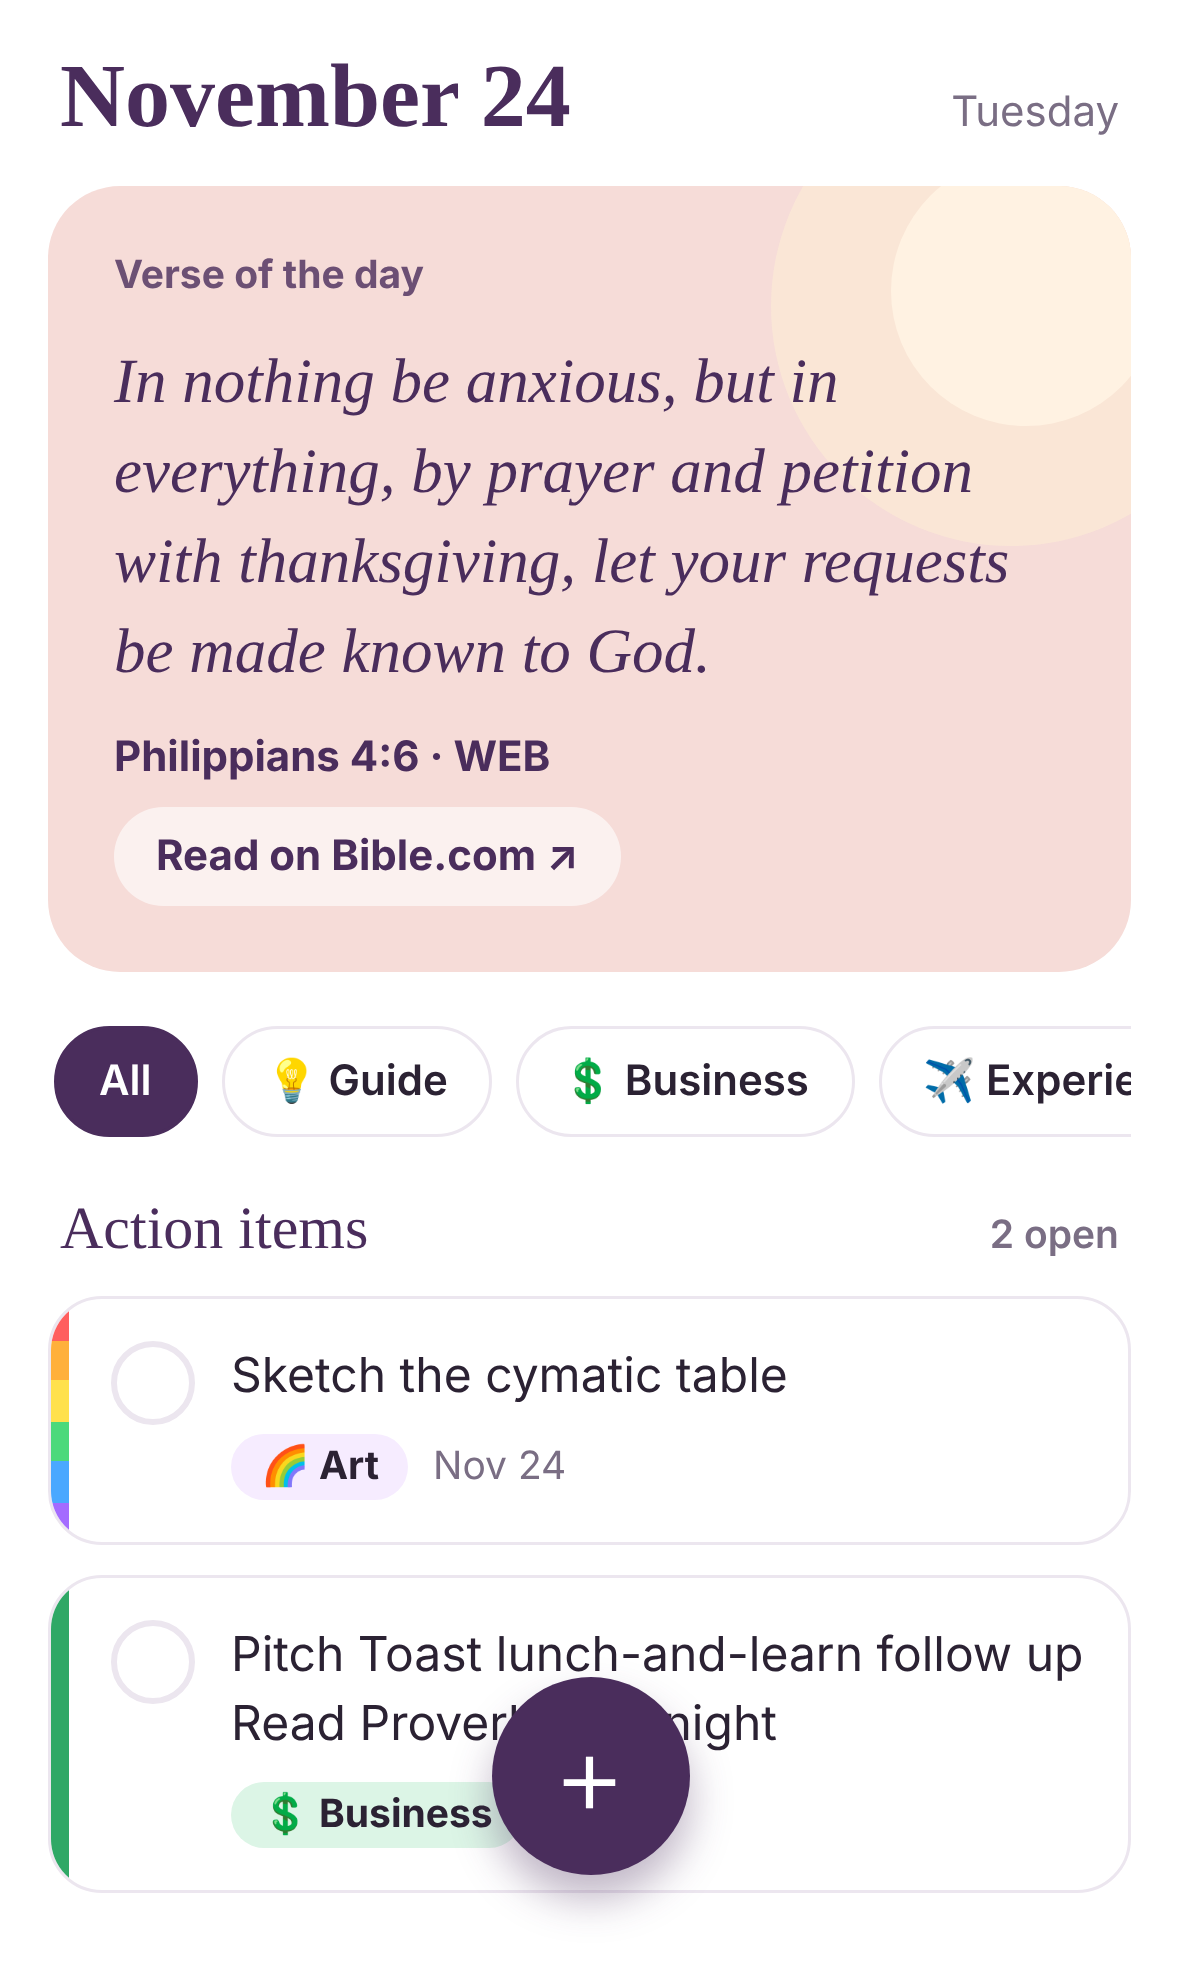 November 24
Tuesday
Verse of the day
In nothing be anxious, but in
everything, by prayer and petition
with thanksgiving, let your requests
be made known to God.
Philippians 4:6 · WEB
Read on Bible.com ↗
All
💡 Guide
💲 Business
✈️ Experie
Action items
2 open
Sketch the cymatic table
🌈 Art
Nov 24
Pitch Toast lunch-and-learn follow up
Read night
💲 Business
+